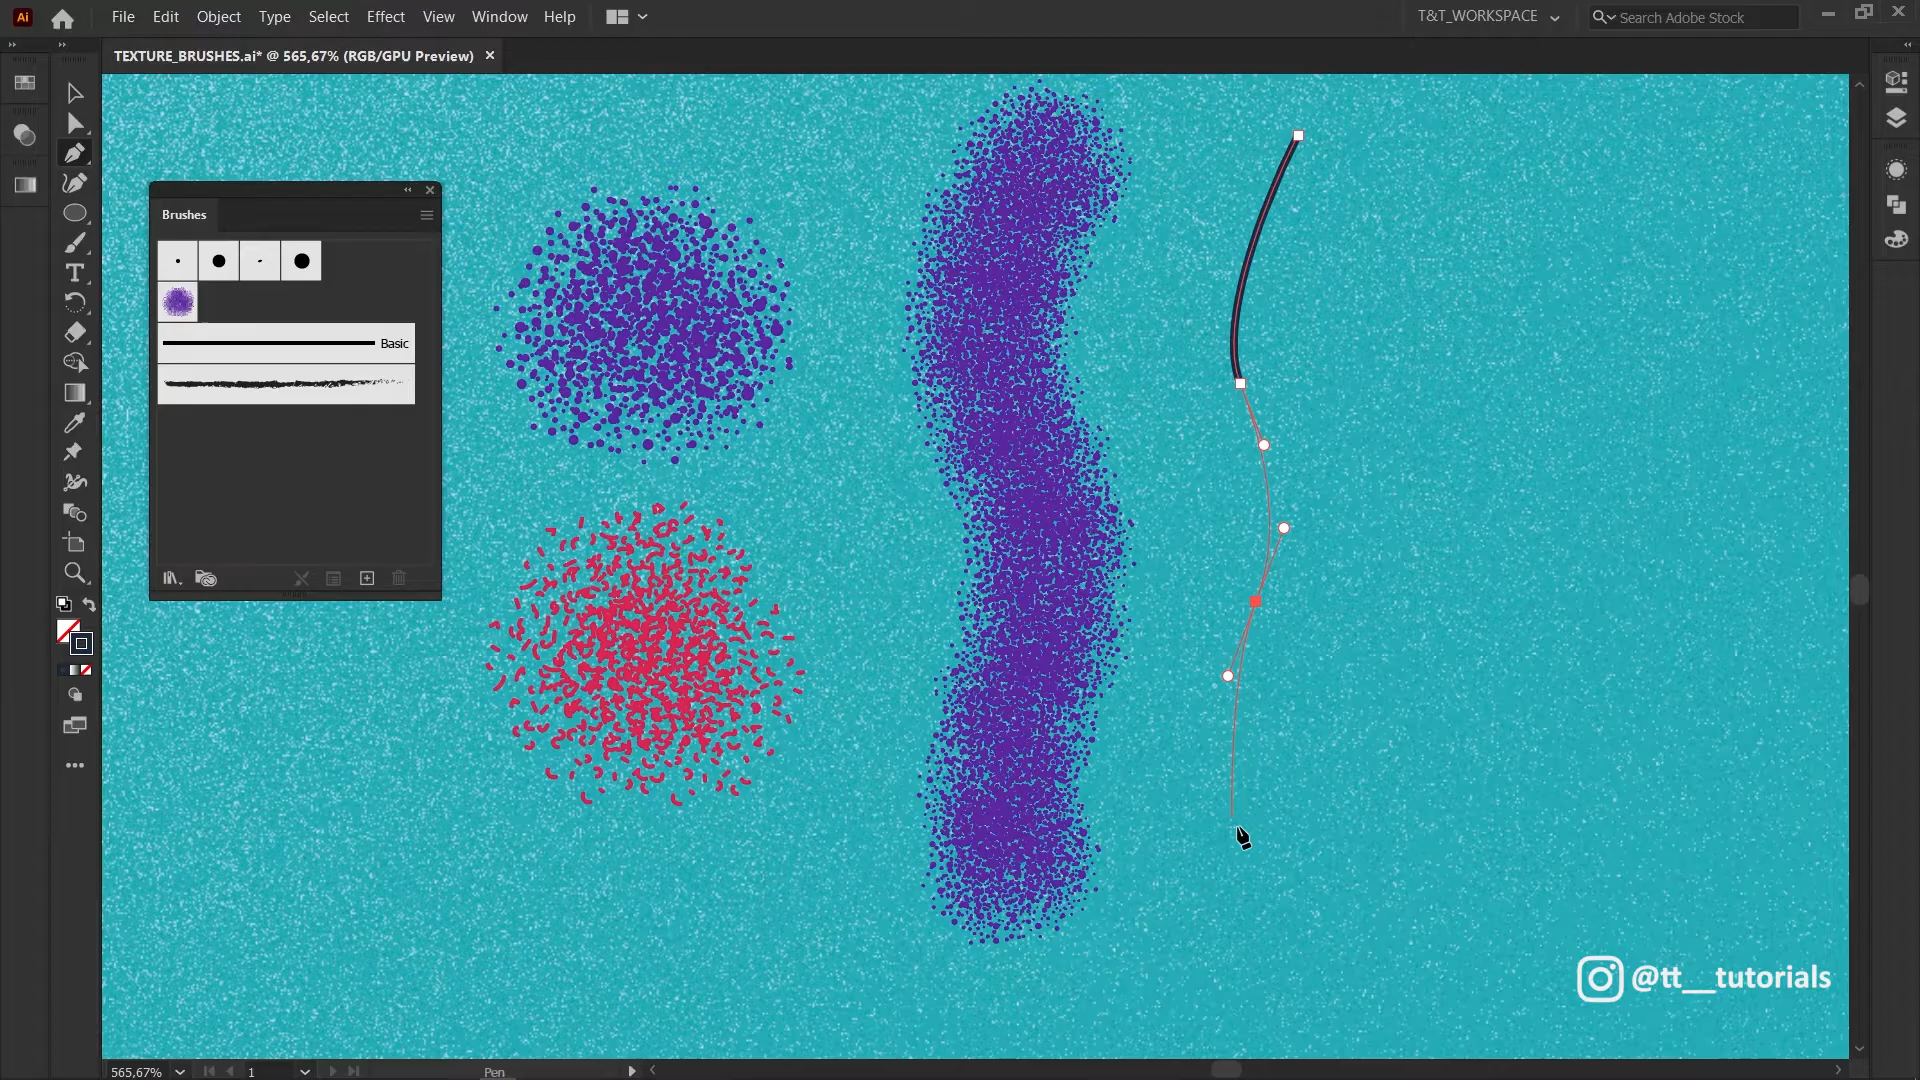 Ai File Edit Object Type Select Effect View Window Help T&T_WORKSPACE Search Adobe Stock
TEXTURE_BRUSHES.ai* @ 565,67% (RGB/GPU Preview)
Brushes
Basic
@tt__tutorials
565,67% 1 Pen